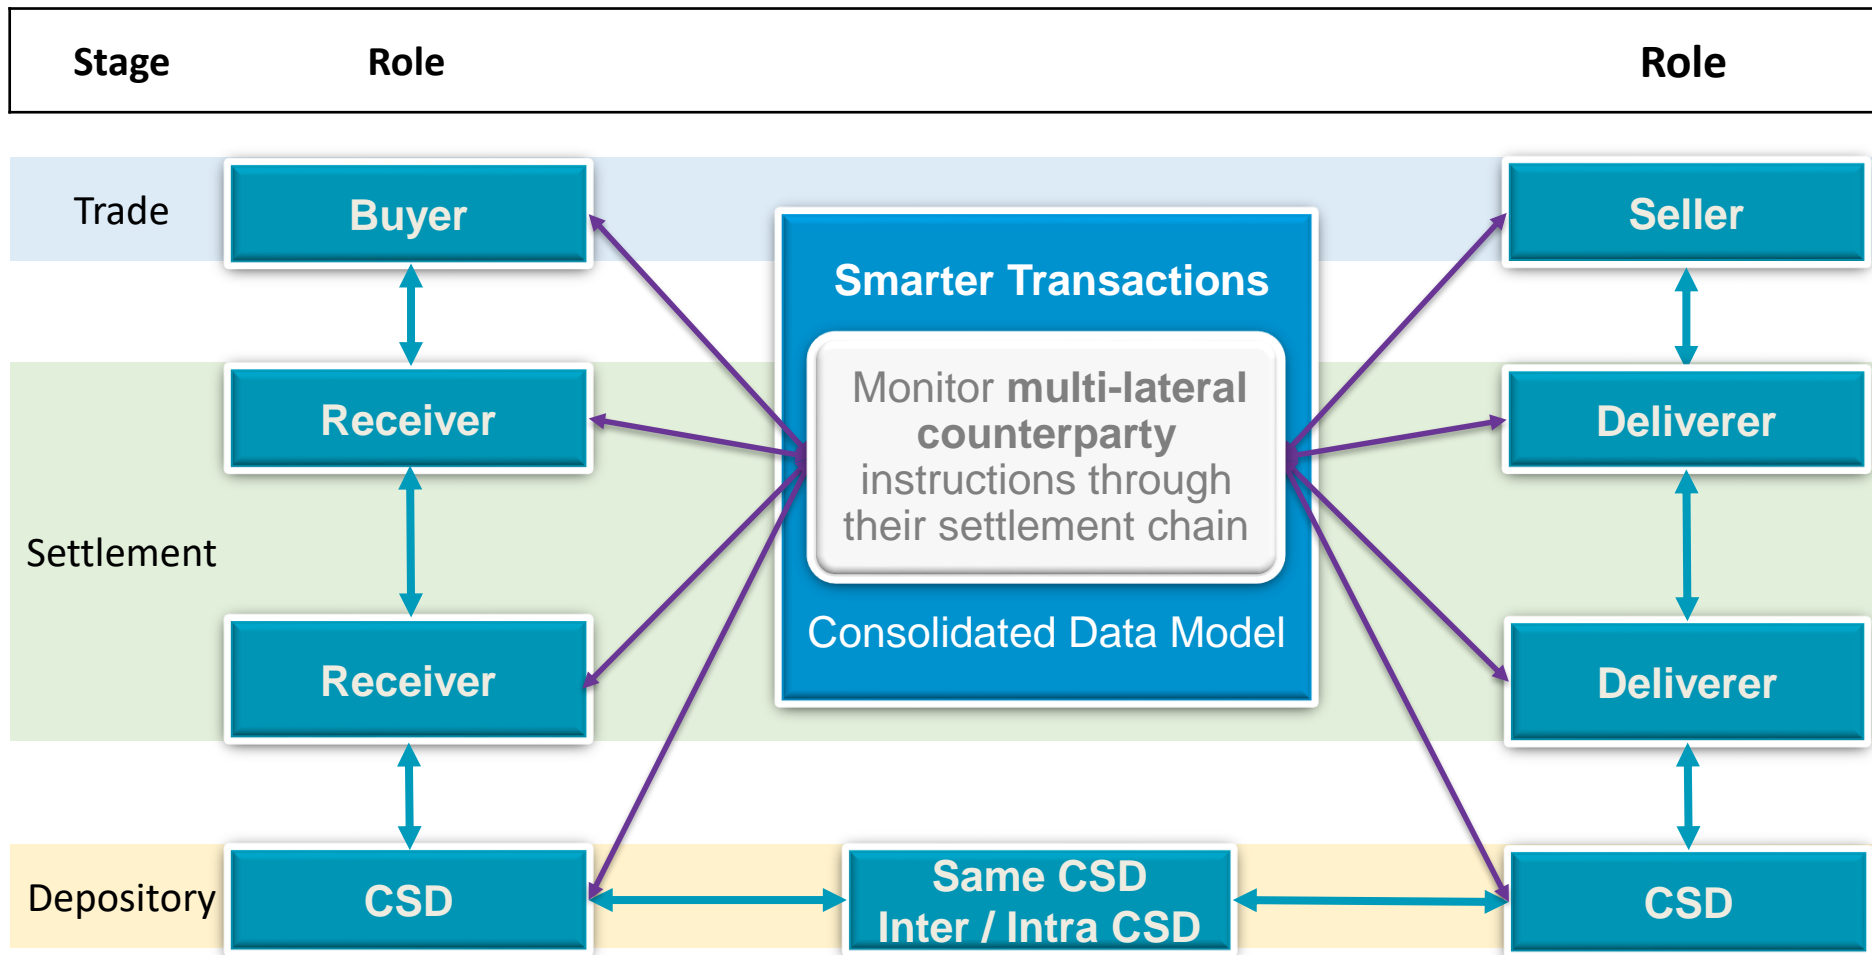 Stage Role Role
Trade Buyer Seller
Smarter Transactions
Monitor multi-lateral
counterparty
instructions through
their settlement chain
Receiver Deliverer
Settlement
Consolidated Data Model
Receiver Deliverer
Depository CSD
Same CSD
Inter / Intra CSD
CSD